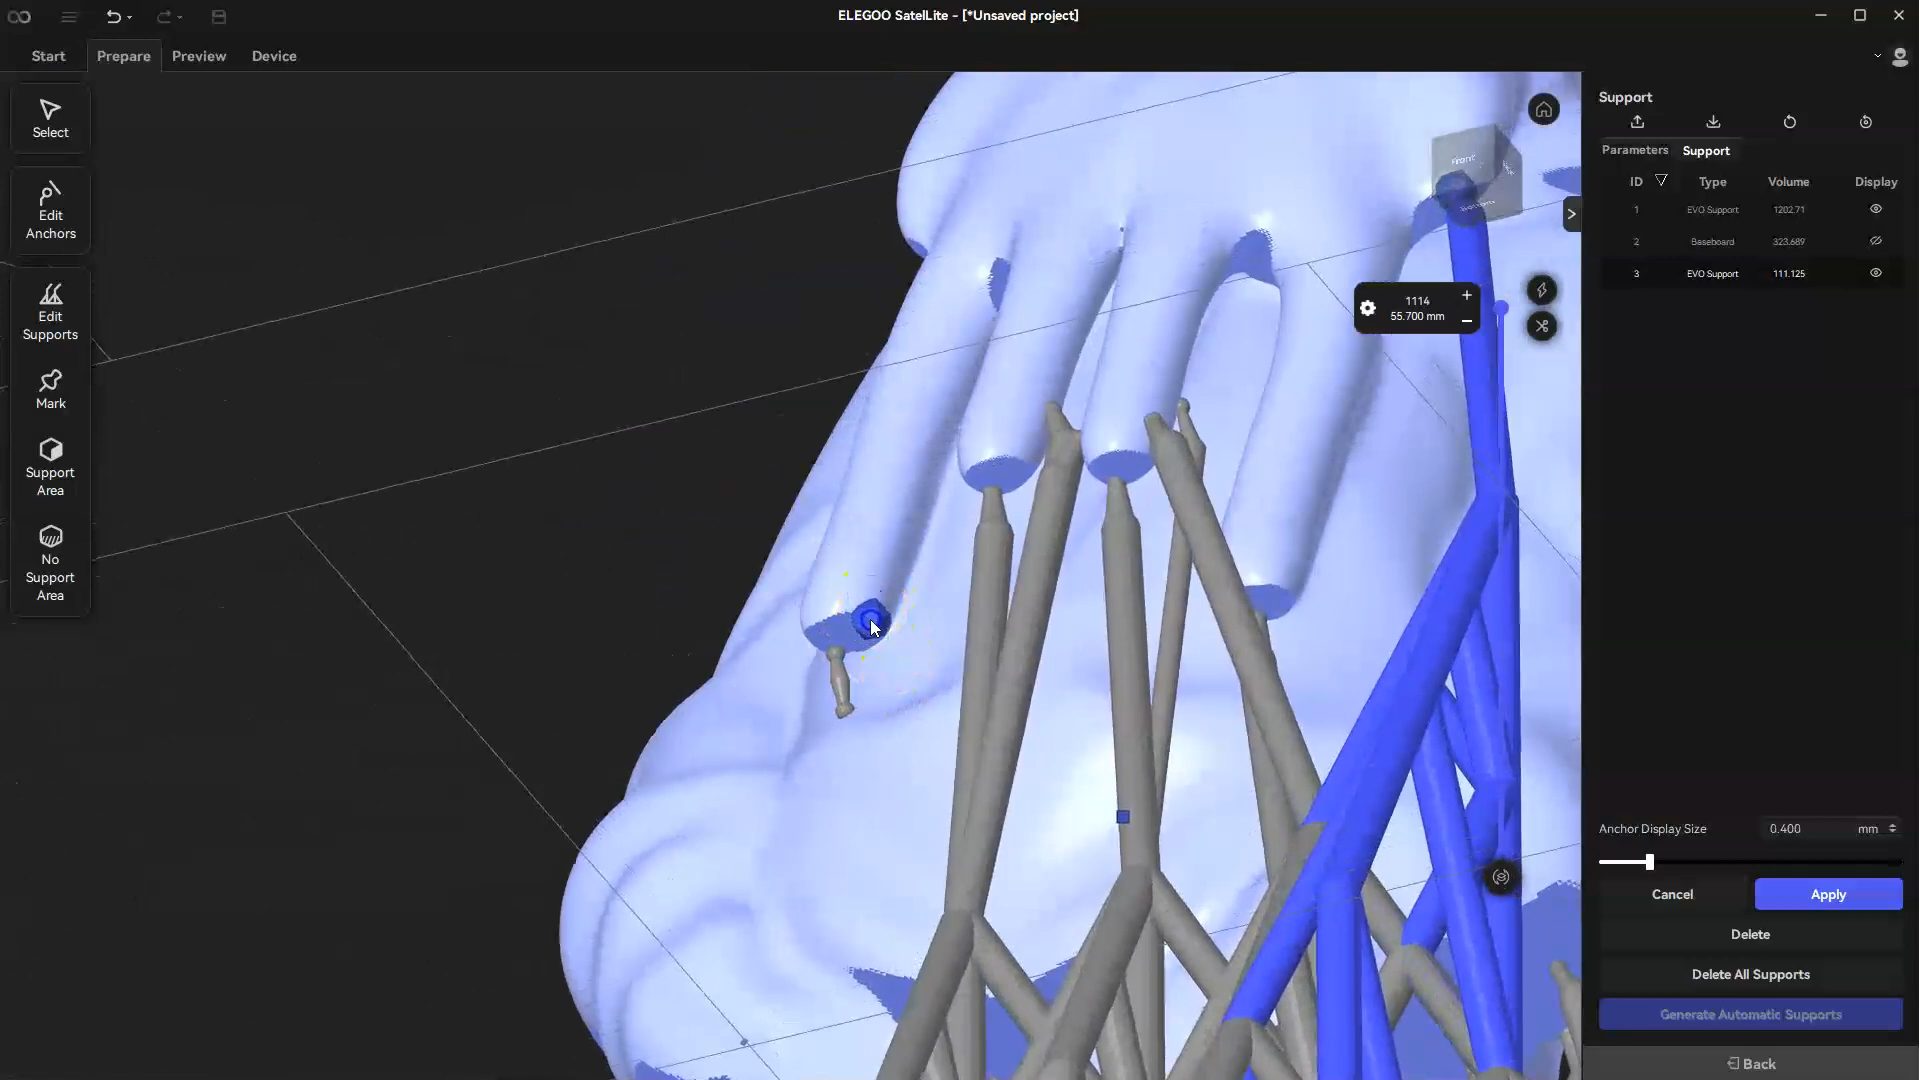 ELEGOO SatelLite - [*Unsaved project]
Start
Prepare
Preview
Device
Select
Edit
Anchors
Edit
Supports
Mark
Support
Area
No
Support
Area
Front
1114
55.700 mm
Support
Parameters
Support
ID
Type
Volume
Display
1
EVO Support
1202.71
2
Baseboard
323.689
3
EVO Support
111.125
Anchor Display Size
0.400
mm
Cancel
Apply
Delete
Delete All Supports
Generate Automatic Supports
Back